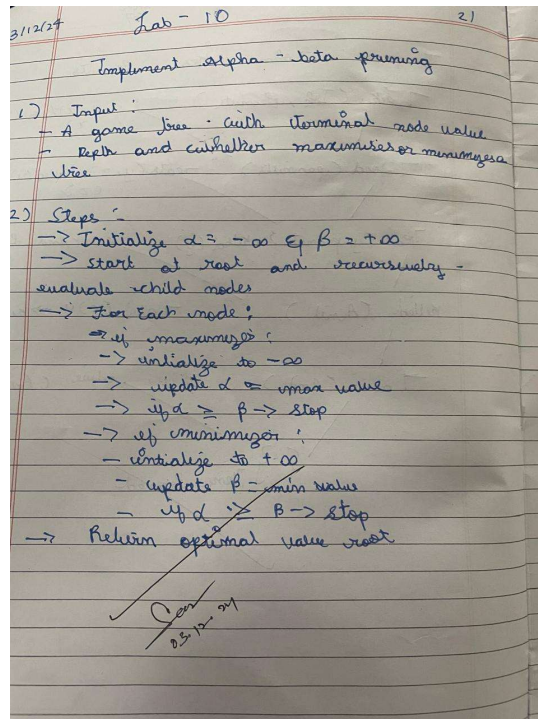 3/12/24
Lab - 10
21
Implement Alpha - beta pruning
1) Input :
- A game tree . with terminal node value
- Depth and whether maximises or minimizes a
tree
2) Steps :-
-> Initialize α = -∞ & β = +∞
-> start at root and recursively -
evaluate child nodes
-> For Each node :
if maximizer :
-> initialize to -∞
-> update α = max value
-> if α ≥ β -> stop
-> if minimizer :
- intialize to +∞
- update β = min value
- if α ≥ β -> stop
-> Return optimal value root
03.12.24